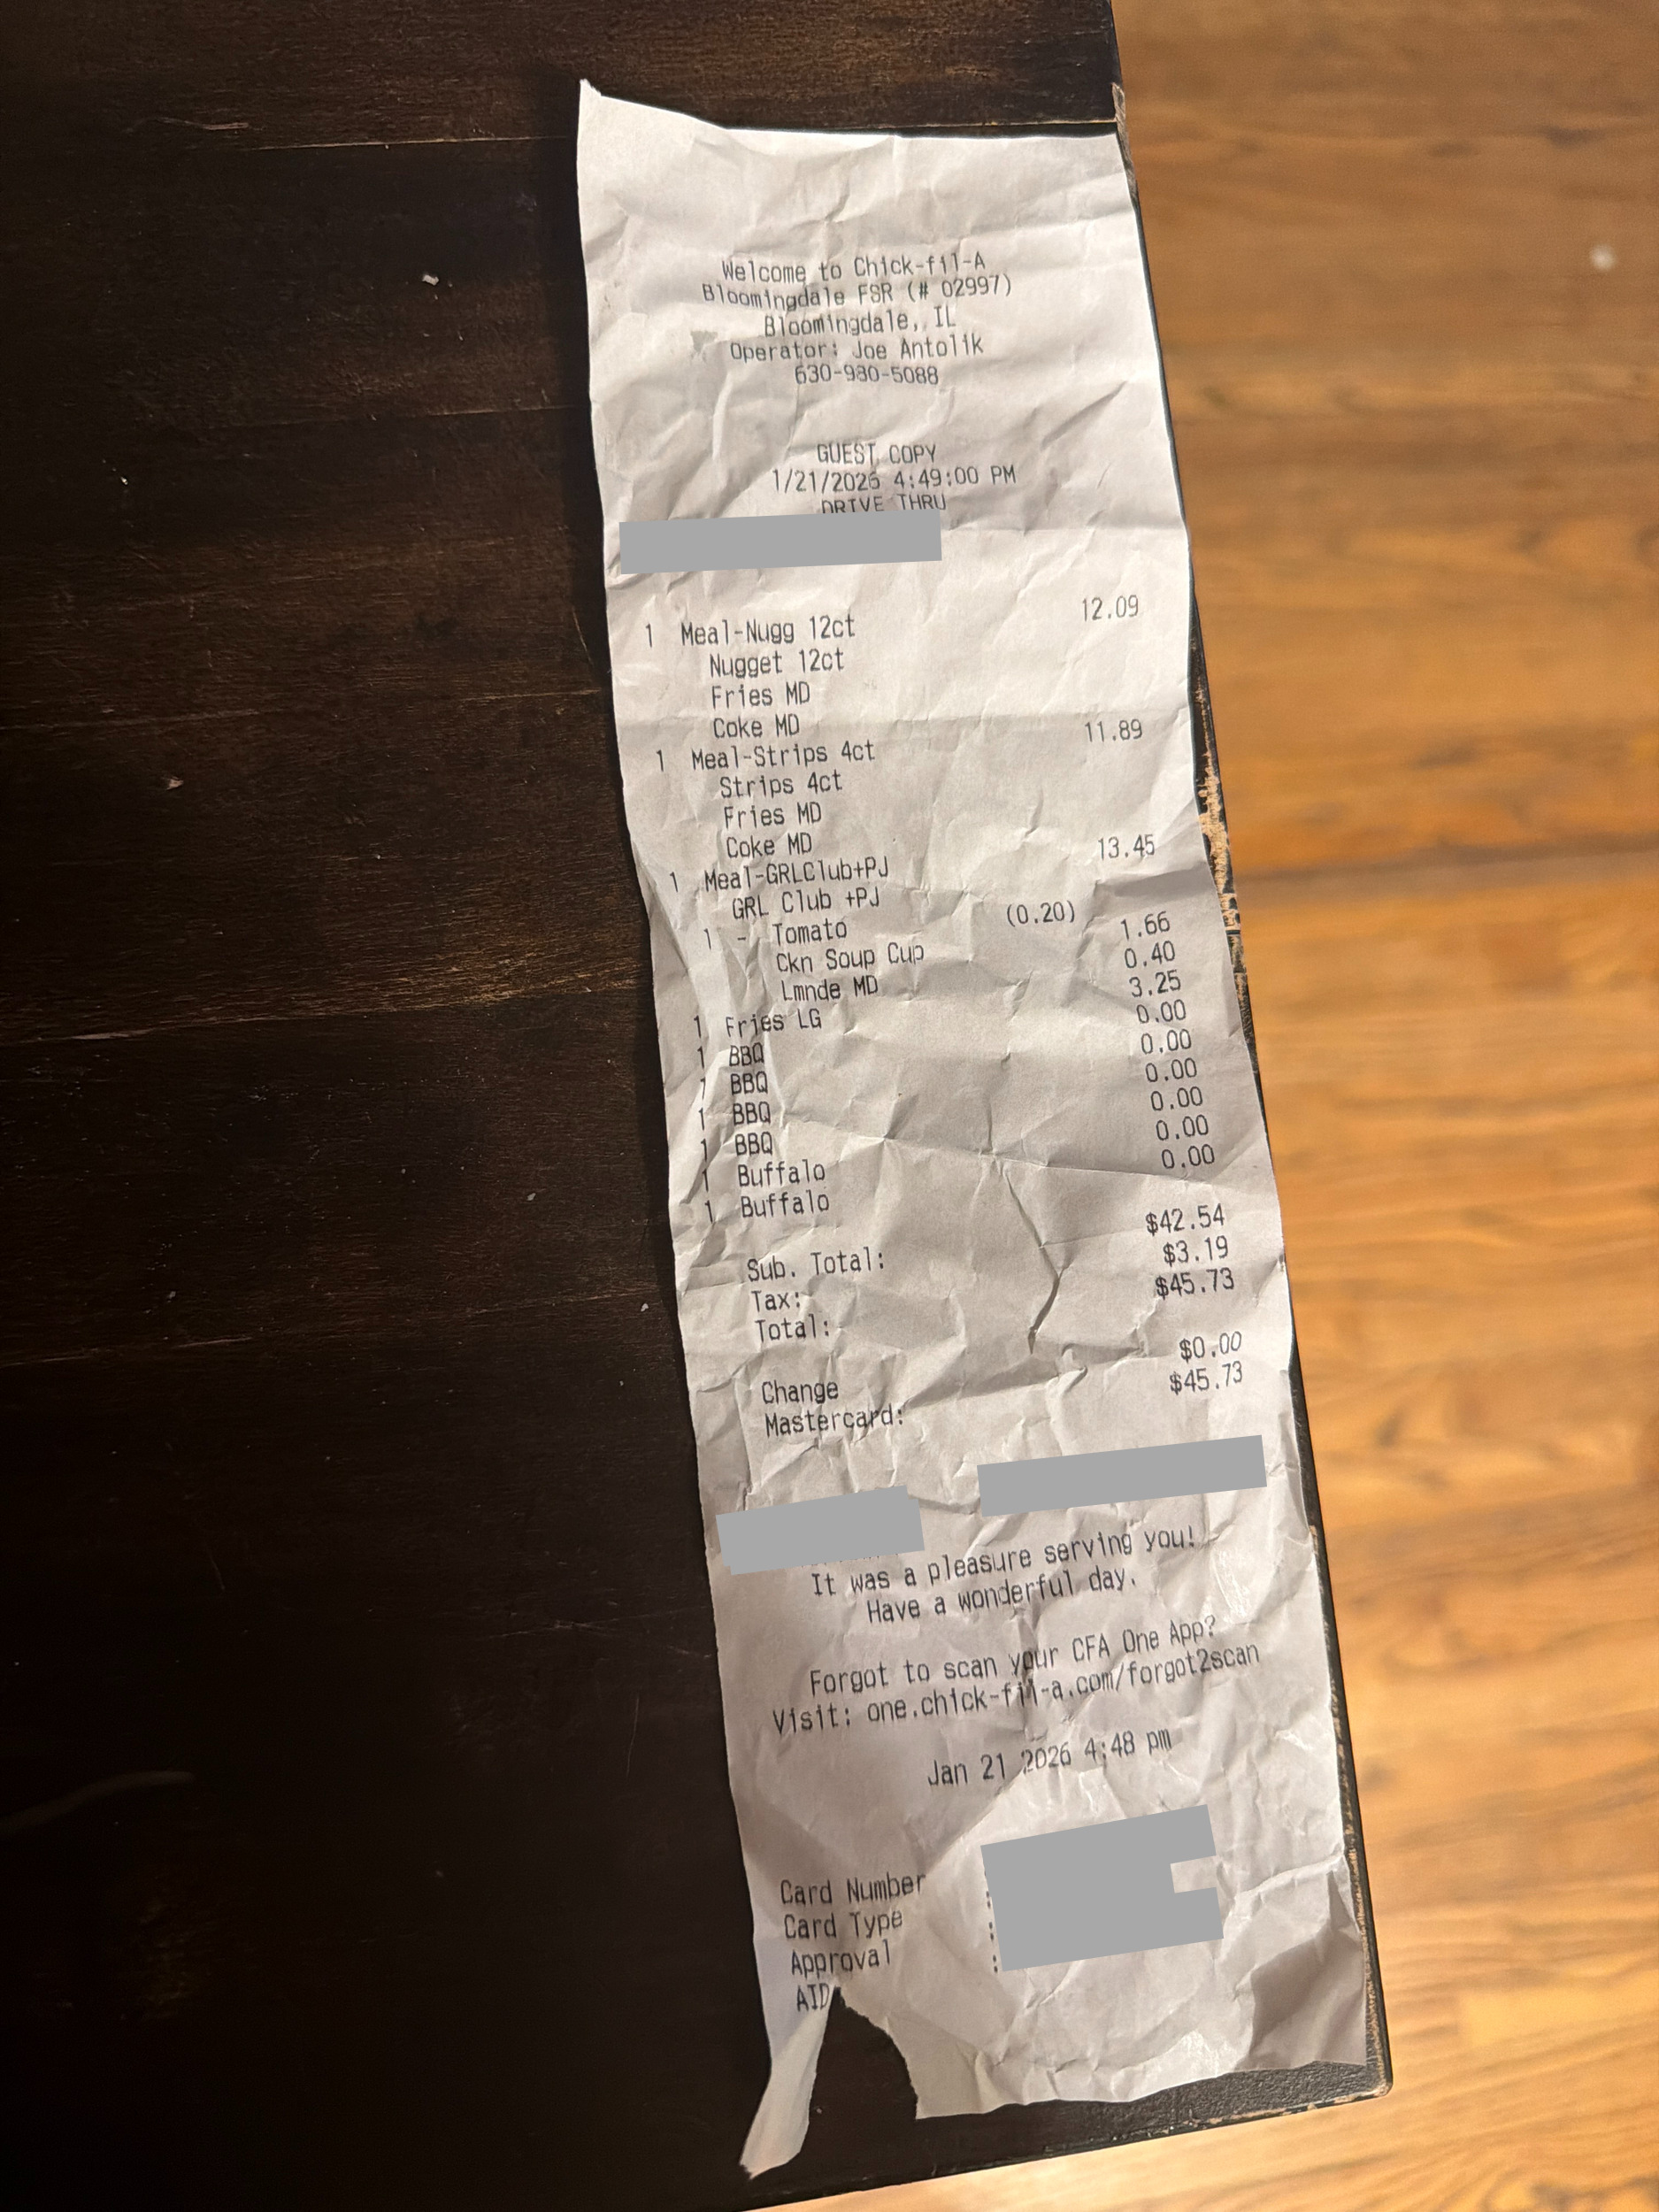 Welcome to Chick-fil-A
Bloomingdale FSR (# 02997)
Bloomingdale, IL
Operator: Joe Antolik
630-980-5088
GUEST COPY
1/21/2026 4:49:00 PM
DRIVE THRU
1 Meal-Nugg 12ct 12.09
Nugget 12ct
Fries MD
Coke MD
1 Meal-Strips 4ct 11.89
Strips 4ct
Fries MD
Coke MD
1 Meal-GRLClub+PJ 13.45
GRL Club +PJ
1 - Tomato (0.20)
Ckn Soup Cup 1.66
Lmnde MD 0.40
1 Fries LG 3.25
1 BBQ 0.00
1 BBQ 0.00
1 BBQ 0.00
1 BBQ 0.00
1 Buffalo 0.00
1 Buffalo 0.00
Sub. Total: $42.54
Tax: $3.19
Total: $45.73
Change $0.00
Mastercard: $45.73
It was a pleasure serving you!
Have a wonderful day.
Forgot to scan your CFA One App?
Visit: one.chick-fil-a.com/forgot2scan
Jan 21 2026 4:48 pm
Card Number :
Card Type :
Approval :
AID